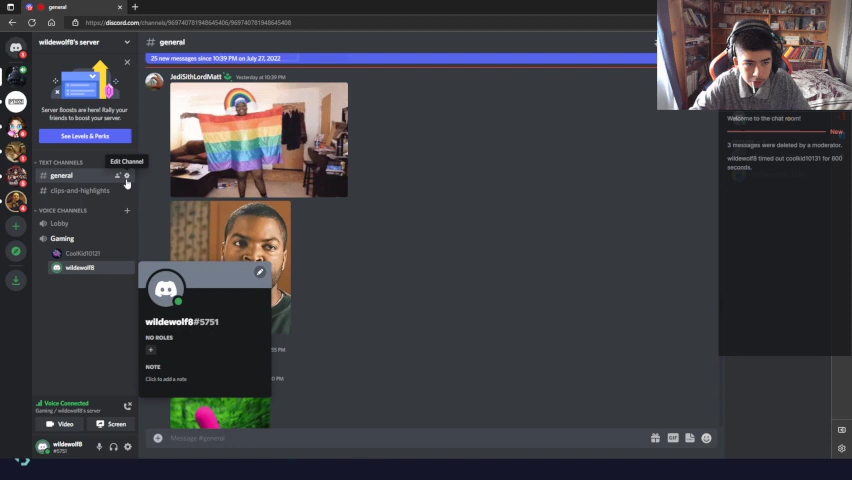 general
https://discord.com/channels/969740781948645406/969740781948645408
wildewolf8's server
# general
25 new messages since 10:39 PM on July 27, 2022
JediSithLordMatt Yesterday at 10:39 PM
Server Boosts are here! Rally your
friends to boost your server.
See Levels & Perks
Welcome to the chat room!
New
3 messages were deleted by a moderator.
wildewolf8 timed out coolkid10131 for 600
seconds.
TEXT CHANNELS
Edit Channel
# general
# clips-and-highlights
VOICE CHANNELS
Lobby
Gaming
CoolKid10121
wildewolf8
wildewolf8#5751
NO ROLES
NOTE
Click to add a note
PM
PM
Voice Connected
Gaming / wildewolf8's server
Video
Screen
wildewolf8
#5751
Message #general
GIF